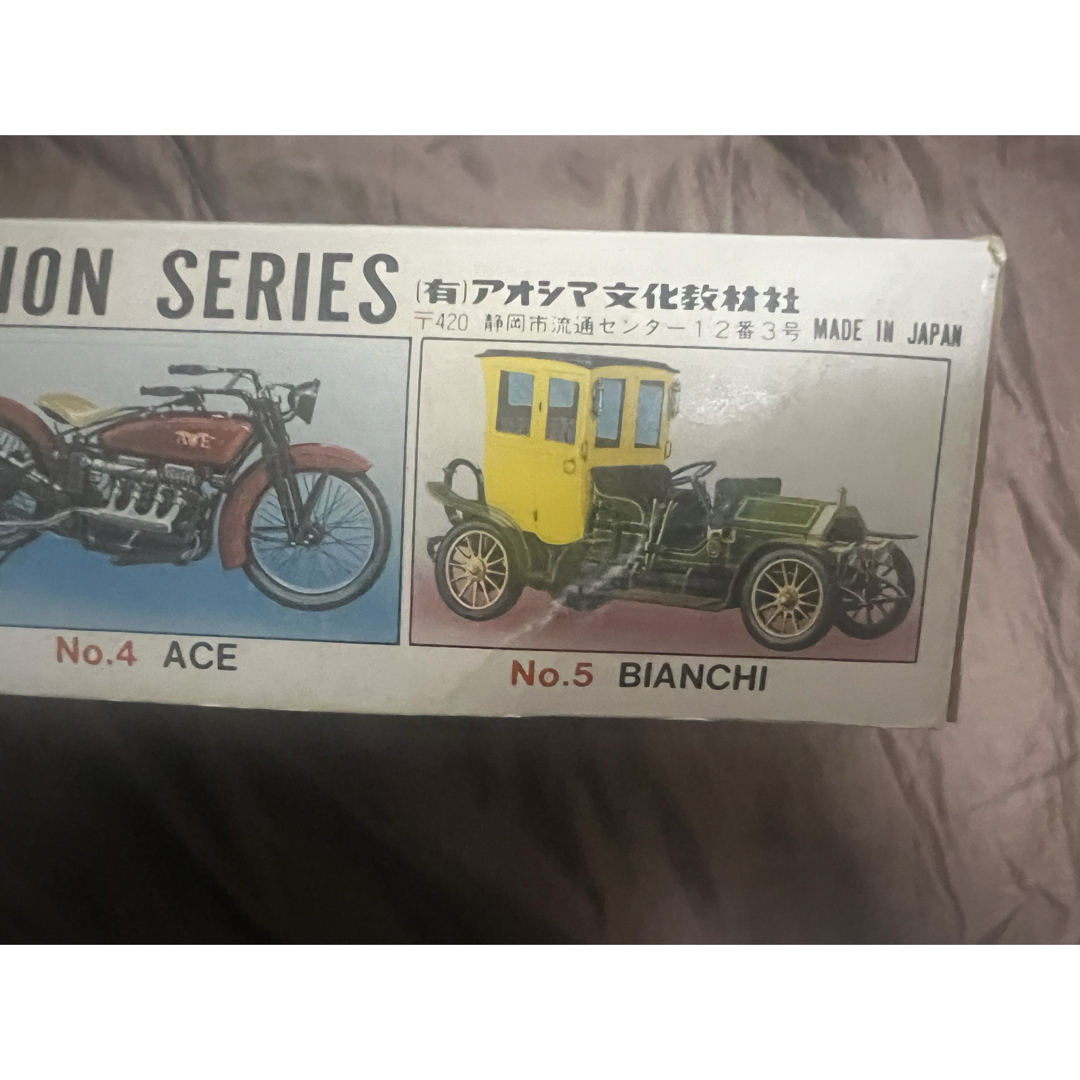 ION SERIES
(有)アオシマ文化教材社
〒420 静岡市流通センター12番3号 MADE IN JAPAN
ACE
No.4 ACE
No.5 BIANCHI